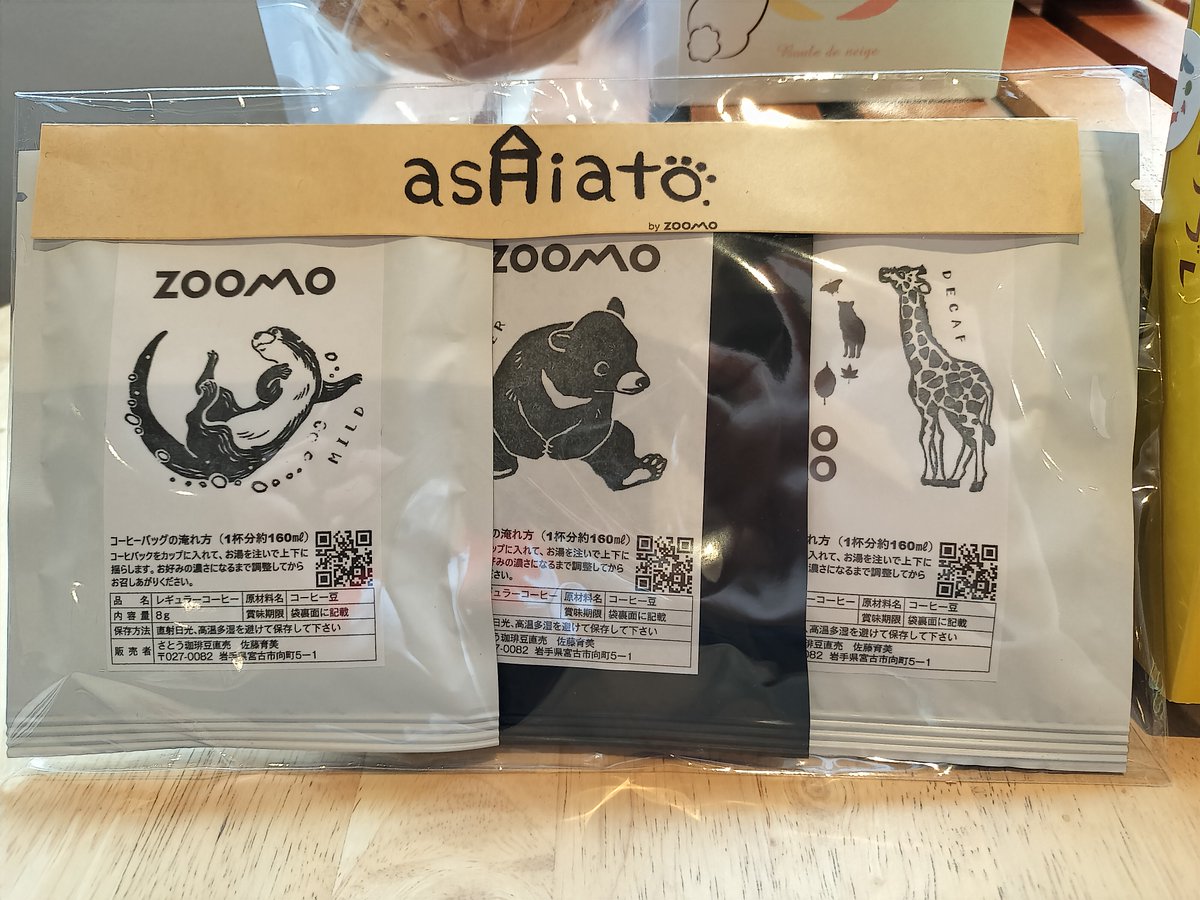 Boule de neige
asHiato
by ZOOMO
ZOOMO
MILD
コーヒーバッグの淹れ方（1杯分約160㎖）
コーヒバックをカップに入れて、お湯を注いで上下に
揺らします。お好みの濃さになるまで調整してから
お召しあがりください。
品 名 レギュラーコーヒー 原材料名 コーヒー豆
内容量 8g 賞味期限 袋裏面に記載
保存方法 直射日光、高温多湿を避けて保存して下さい
販売者 さとう珈琲豆直売 佐藤育美
〒027-0082 岩手県宮古市向町5-1
ZOOMO
ER
の淹れ方（1杯分約160㎖）
ップに入れて、お湯を注いで上下に
好みの濃さになるまで調整してから
さい。
ュラーコーヒー 原材料名 コーヒー豆
賞味期限 袋裏面に記載
日光、高温多湿を避けて保存して下さい
う珈琲豆直売 佐藤育美
7-0082 岩手県宮古市向町5-1
DECAF
OO
れ方（1杯分約160㎖）
に入れて、お湯を注いで上下に
の濃さになるまで調整してから
コーヒー 原材料名 コーヒー豆
賞味期限 袋裏面に記載
、高温多湿を避けて保存して下さい
琲豆直売 佐藤育美
082 岩手県宮古市向町5-1